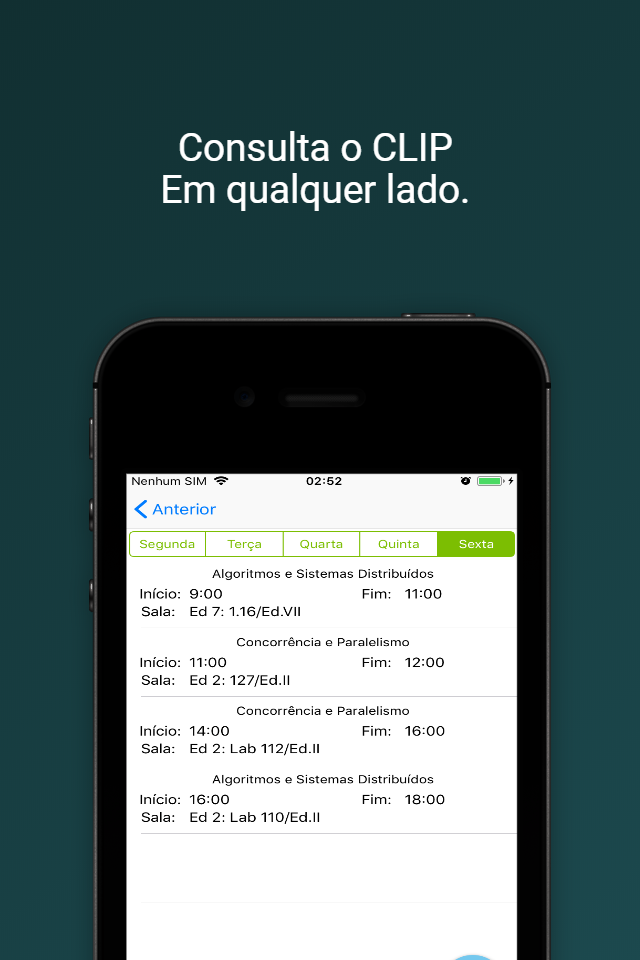 Consulta o CLIP
Em qualquer lado.
Nenhum SIM 02:52
Anterior
Segunda Terça Quarta Quinta Sexta
Algoritmos e Sistemas Distribuídos
Início: 9:00 Fim: 11:00
Sala: Ed 7: 1.16/Ed.VII
Concorrência e Paralelismo
Início: 11:00 Fim: 12:00
Sala: Ed 2: 127/Ed.II
Concorrência e Paralelismo
Início: 14:00 Fim: 16:00
Sala: Ed 2: Lab 112/Ed.II
Algoritmos e Sistemas Distribuídos
Início: 16:00 Fim: 18:00
Sala: Ed 2: Lab 110/Ed.II